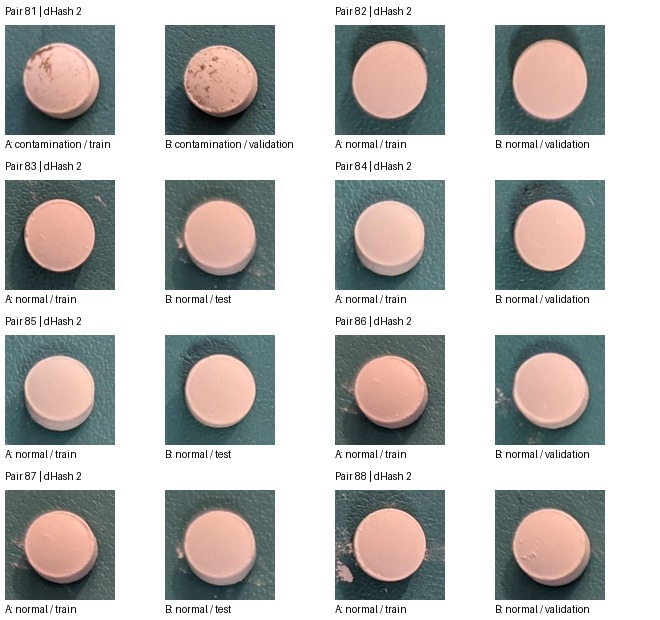 Pair 81 | dHash 2
Pair 82 | dHash 2
A: contamination / train
B: contamination / validation
A: normal / train
B: normal / validation
Pair 83 | dHash 2
Pair 84 | dHash 2
A: normal / train
B: normal / test
A: normal / train
B: normal / validation
Pair 85 | dHash 2
Pair 86 | dHash 2
A: normal / train
B: normal / test
A: normal / train
B: normal / validation
Pair 87 | dHash 2
Pair 88 | dHash 2
A: normal / train
B: normal / test
A: normal / train
B: normal / validation